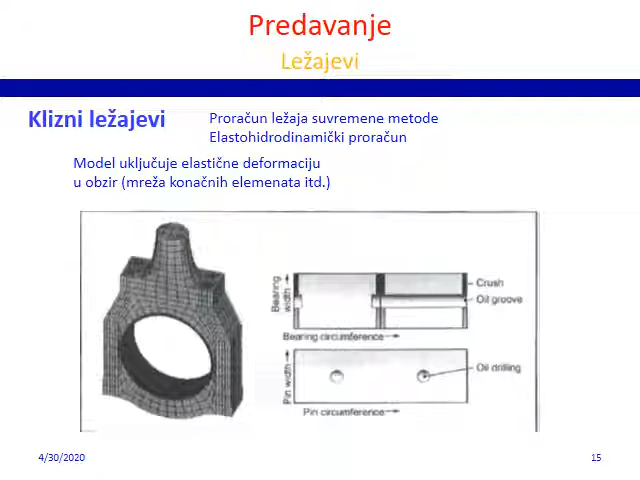 Predavanje
Ležajevi
Klizni ležajevi
Proračun ležaja suvremene metode
Elastohidrodinamički proračun
Model uključuje elastične deformaciju
u obzir (mreža konačnih elemenata itd.)
Bearing
width
Crush
Oil groove
Bearing circumference
Pin width
Oil drilling
Pin circumference
4/30/2020
15